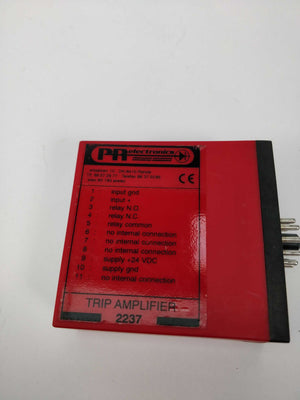 PR electronics
1 input gnd
2 input +
3 relay N.O.
4 relay N.C.
5 relay common
6 no internal connection
7 no internal connection
8 no internal connection
9 supply +24 VDC
10 supply gnd
11 no internal connection
CE
TRIP AMPLIFIER
2237